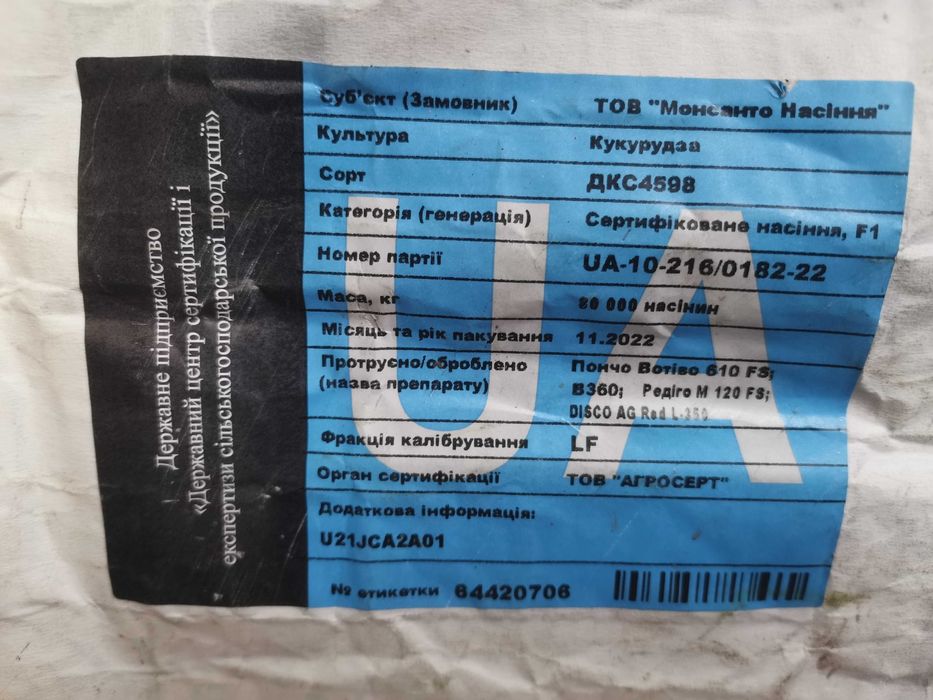 Державне підприємство
«Державний центр сертифікації і
експертизи сільськогосподарської продукції»
Суб'єкт (Замовник) ТОВ "Монсанто Насіння"
Культура Кукурудза
Сорт ДКС4598
Категорія (генерація) Сертифіковане насіння, F1
Номер партії UA-10-216/0182-22
Маса, кг 80 000 насінин
Місяць та рік пакування 11.2022
Протруєно/оброблено Пончо Вотіво 610 FS;
(назва препарату) В360; Редіго М 120 FS;
DISCO AG Red L-350
Фракція калібрування LF
Орган сертифікації ТОВ "АГРОСЕРТ"
Додаткова інформація:
U21JCA2A01
№ етикетки 64420706
UA